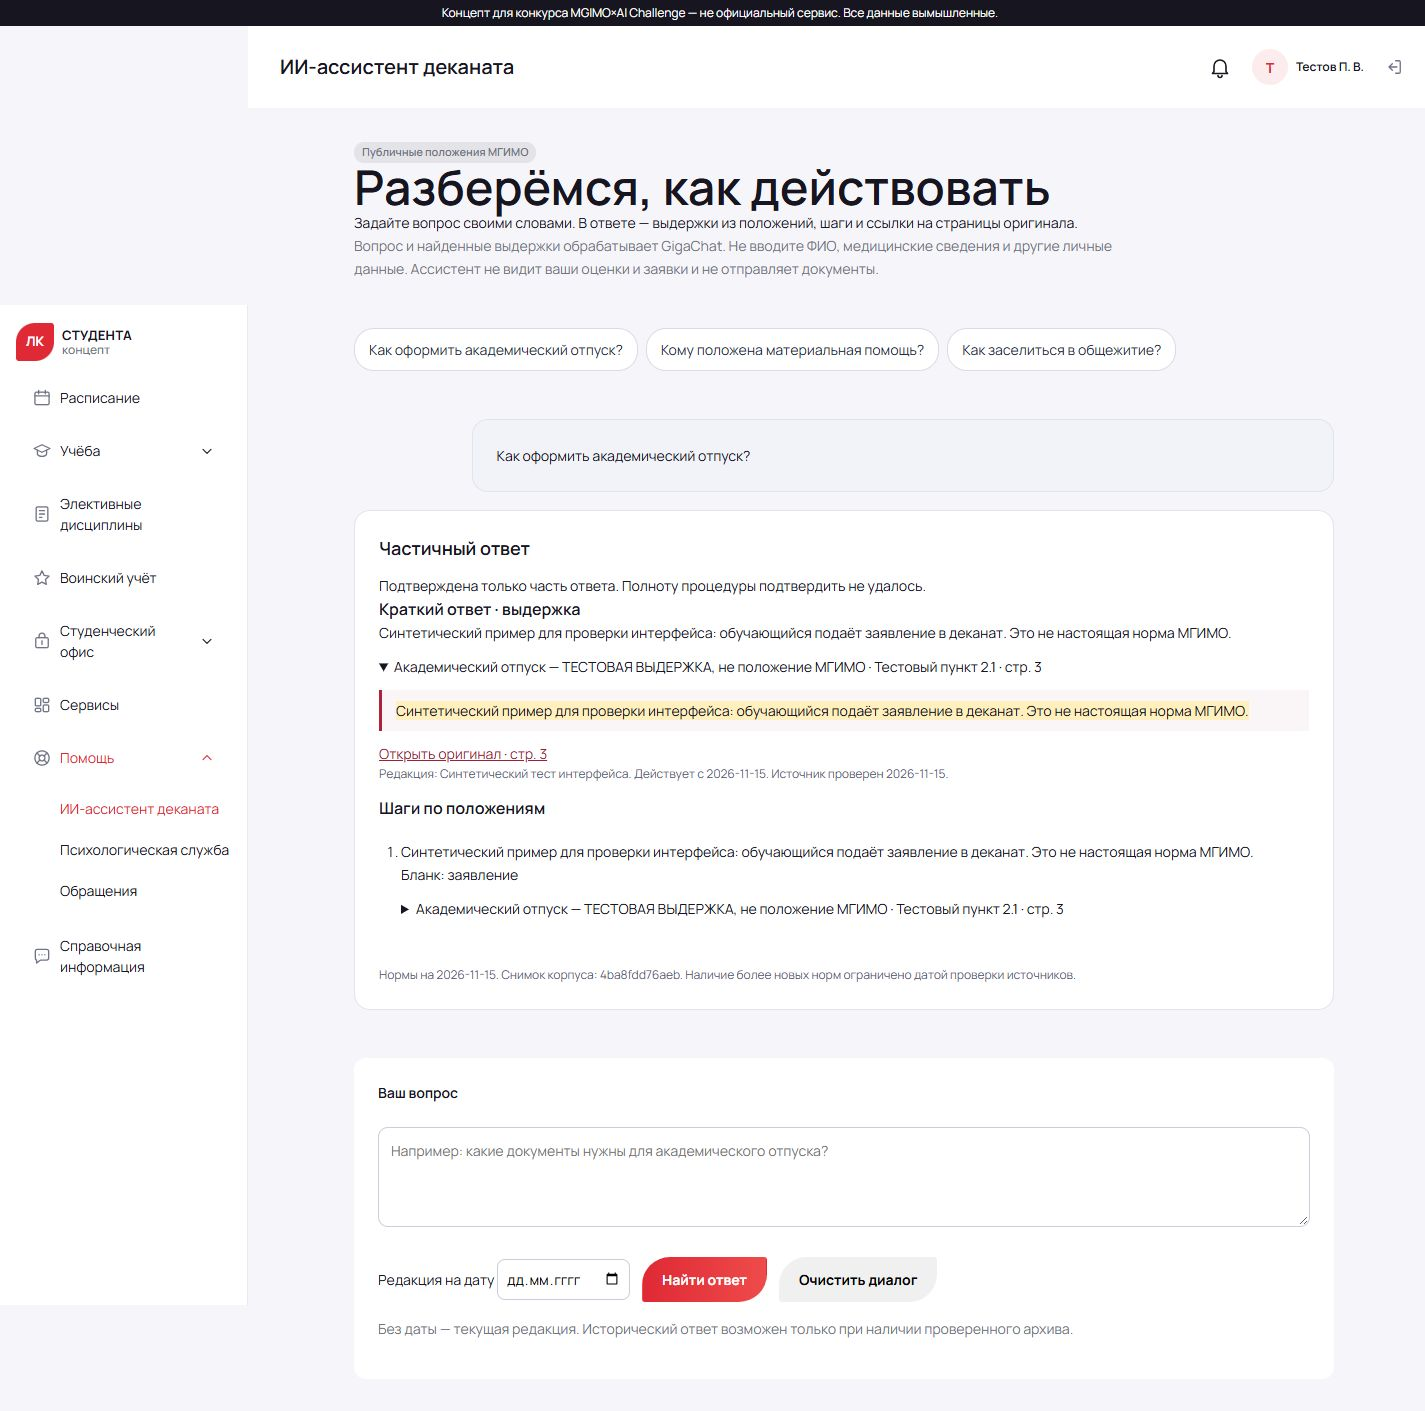 Концепт для конкурса MGIMO×AI Challenge — не официальный сервис. Все данные вымышленные.
ИИ-ассистент деканата
Т
Тестов П. В.
Публичные положения МГИМО
Разберёмся, как действовать
Задайте вопрос своими словами. В ответе — выдержки из положений, шаги и ссылки на страницы оригинала.
Вопрос и найденные выдержки обрабатывает GigaChat. Не вводите ФИО, медицинские сведения и другие личные
данные. Ассистент не видит ваши оценки и заявки и не отправляет документы.
ЛК
СТУДЕНТА
концепт
Расписание
Учёба
Элективные
дисциплины
Воинский учёт
Студенческий
офис
Сервисы
Помощь
ИИ-ассистент деканата
Психологическая служба
Обращения
Справочная
информация
Как оформить академический отпуск?
Кому положена материальная помощь?
Как заселиться в общежитие?
Как оформить академический отпуск?
Частичный ответ
Подтверждена только часть ответа. Полноту процедуры подтвердить не удалось.
Краткий ответ · выдержка
Синтетический пример для проверки интерфейса: обучающийся подаёт заявление в деканат. Это не настоящая норма МГИМО.
Академический отпуск — ТЕСТОВАЯ ВЫДЕРЖКА, не положение МГИМО · Тестовый пункт 2.1 · стр. 3
Синтетический пример для проверки интерфейса: обучающийся подаёт заявление в деканат. Это не настоящая норма МГИМО.
Открыть оригинал · стр. 3
Редакция: Синтетический тест интерфейса. Действует с 2026-11-15. Источник проверен 2026-11-15.
Шаги по положениям
1. Синтетический пример для проверки интерфейса: обучающийся подаёт заявление в деканат. Это не настоящая норма МГИМО.
Бланк: заявление
Академический отпуск — ТЕСТОВАЯ ВЫДЕРЖКА, не положение МГИМО · Тестовый пункт 2.1 · стр. 3
Нормы на 2026-11-15. Снимок корпуса: 4ba8fdd76aeb. Наличие более новых норм ограничено датой проверки источников.
Ваш вопрос
Например: какие документы нужны для академического отпуска?
Редакция на дату
дд.мм.гггг
Найти ответ
Очистить диалог
Без даты — текущая редакция. Исторический ответ возможен только при наличии проверенного архива.